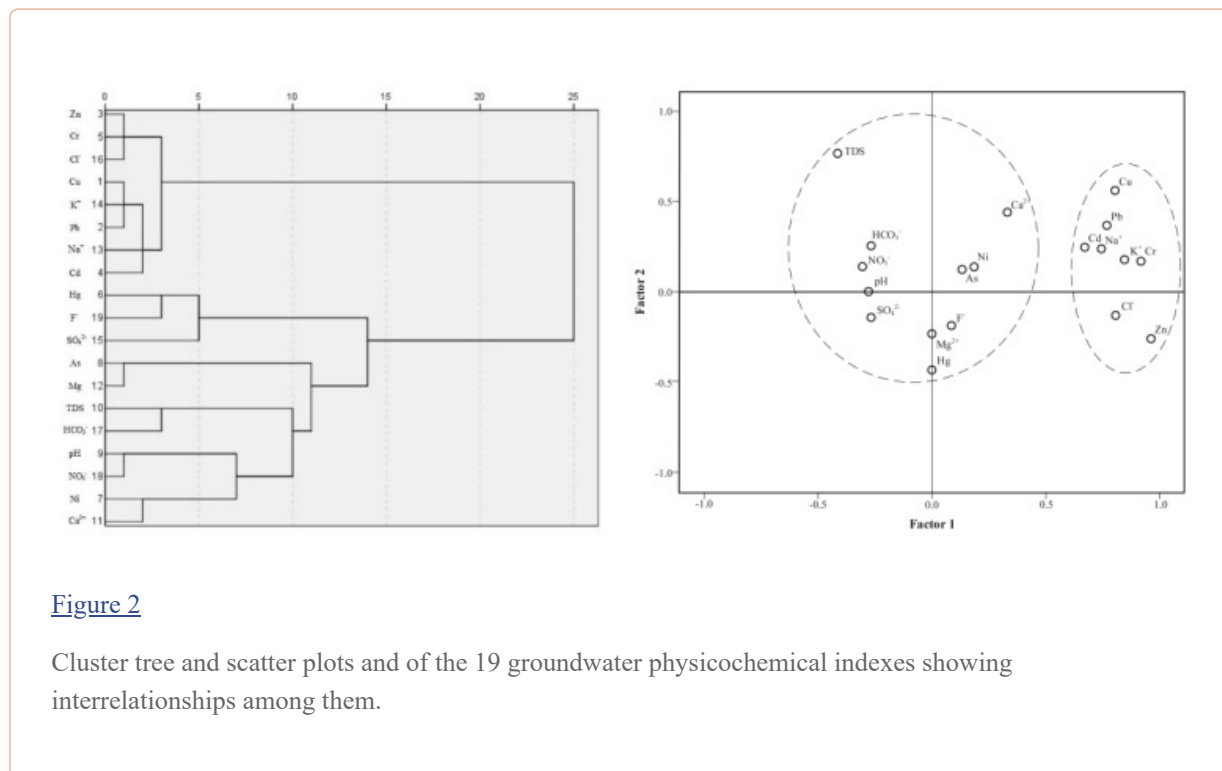 0 5 10 15 20 25
Zn 3
Cr 5
Cl⁻ 16
Cu 1
K⁺ 14
Pb 2
Na⁺ 13
Cd 4
Hg 6
F⁻ 19
SO₄²⁻ 15
As 8
Mg 12
TDS 10
HCO₃⁻ 17
pH 9
NO₃⁻ 18
Ni 7
Ca²⁺ 11
1.0
TDS
Cu
0.5
Ca²⁺
Pb
HCO₃⁻
Cd Na⁺
K⁺ Cr
NO₃⁻
Ni
As
pH
Factor 2
0.0
SO₄²⁻
F⁻
Cl⁻
Mg²⁺
Zn
Hg
-0.5
-1.0
-1.0 -0.5 0.0 0.5 1.0
Factor 1
Figure 2
Cluster tree and scatter plots and of the 19 groundwater physicochemical indexes showing
interrelationships among them.